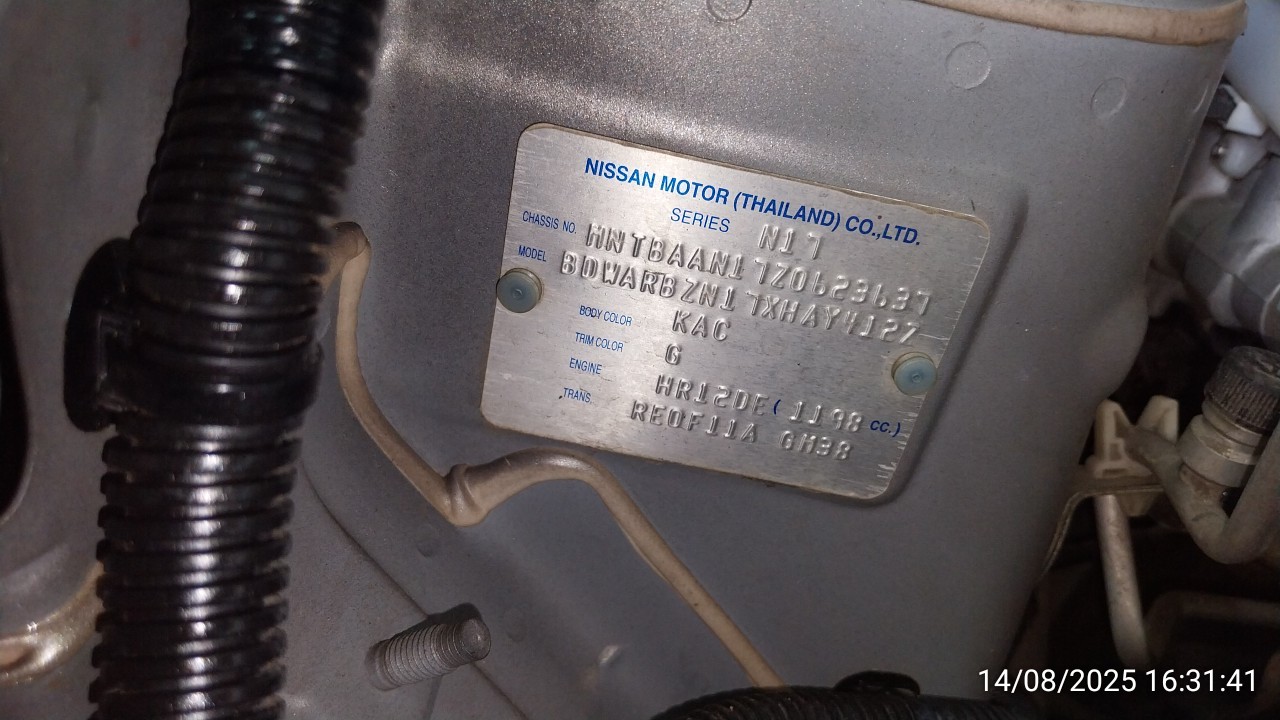 NISSAN MOTOR (THAILAND) CO.,LTD.
SERIES N17
CHASSIS NO. MNTBAAN17Z0623637
MODEL BDWARBZN17XHAY412Z
BODY COLOR KAC
TRIM COLOR G
ENGINE HR12DE ( 1198 cc.)
TRANS. RE0F11A GM38
14/08/2025 16:31:41